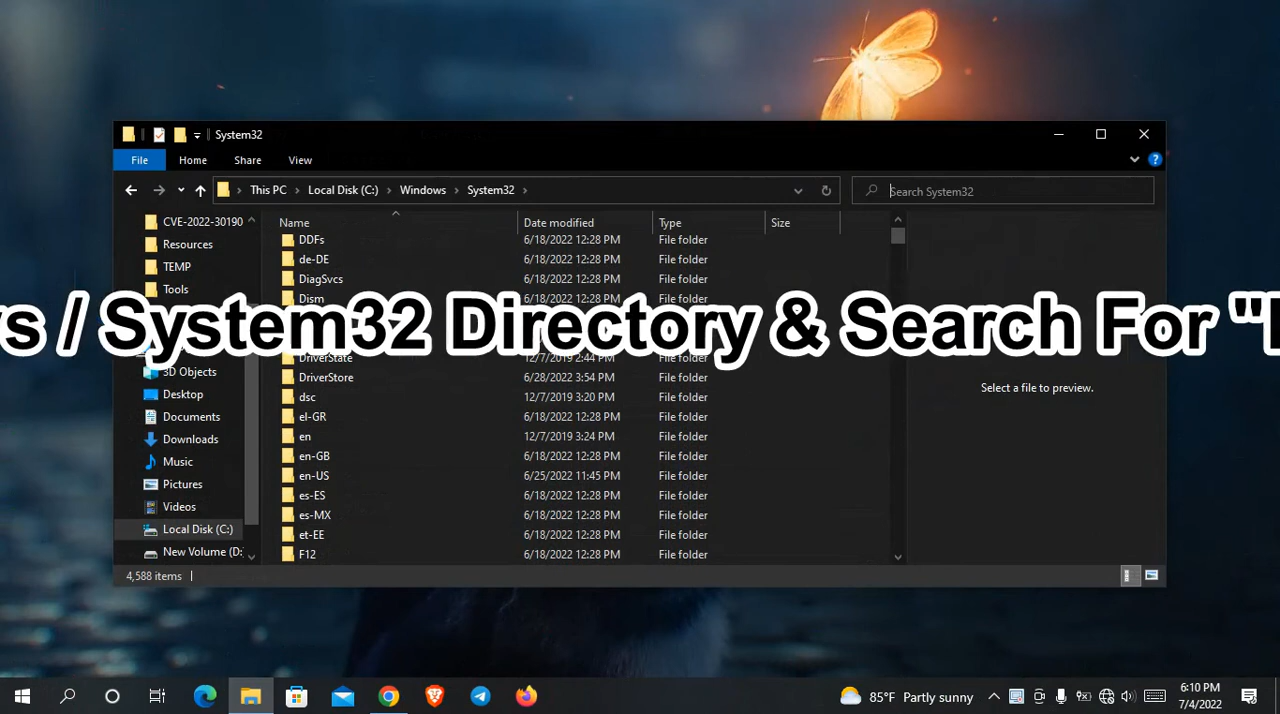 System32
File Home Share View
This PC Local Disk (C:) Windows System32
Search System32
Name Date modified Type Size
CVE-2022-30190
Resources
TEMP
Tools
3D Objects
Desktop
Documents
Downloads
Music
Pictures
Videos
Local Disk (C:)
New Volume (D:
DDFs 6/18/2022 12:28 PM File folder
de-DE 6/18/2022 12:28 PM File folder
DiagSvcs 6/18/2022 12:28 PM File folder
Dism 6/18/2022 12:28 PM File folder
/ System32 Directory & Search For "
DriverState 12/7/2019 2:44 PM File folder
DriverStore 6/28/2022 3:54 PM File folder
dsc 12/7/2019 3:20 PM File folder
el-GR 6/18/2022 12:28 PM File folder
en 12/7/2019 3:24 PM File folder
en-GB 6/18/2022 12:28 PM File folder
en-US 6/25/2022 11:45 PM File folder
es-ES 6/18/2022 12:28 PM File folder
es-MX 6/18/2022 12:28 PM File folder
et-EE 6/18/2022 12:28 PM File folder
F12 6/18/2022 12:28 PM File folder
Select a file to preview.
4,588 items
85°F Partly sunny
6:10 PM
7/4/2022